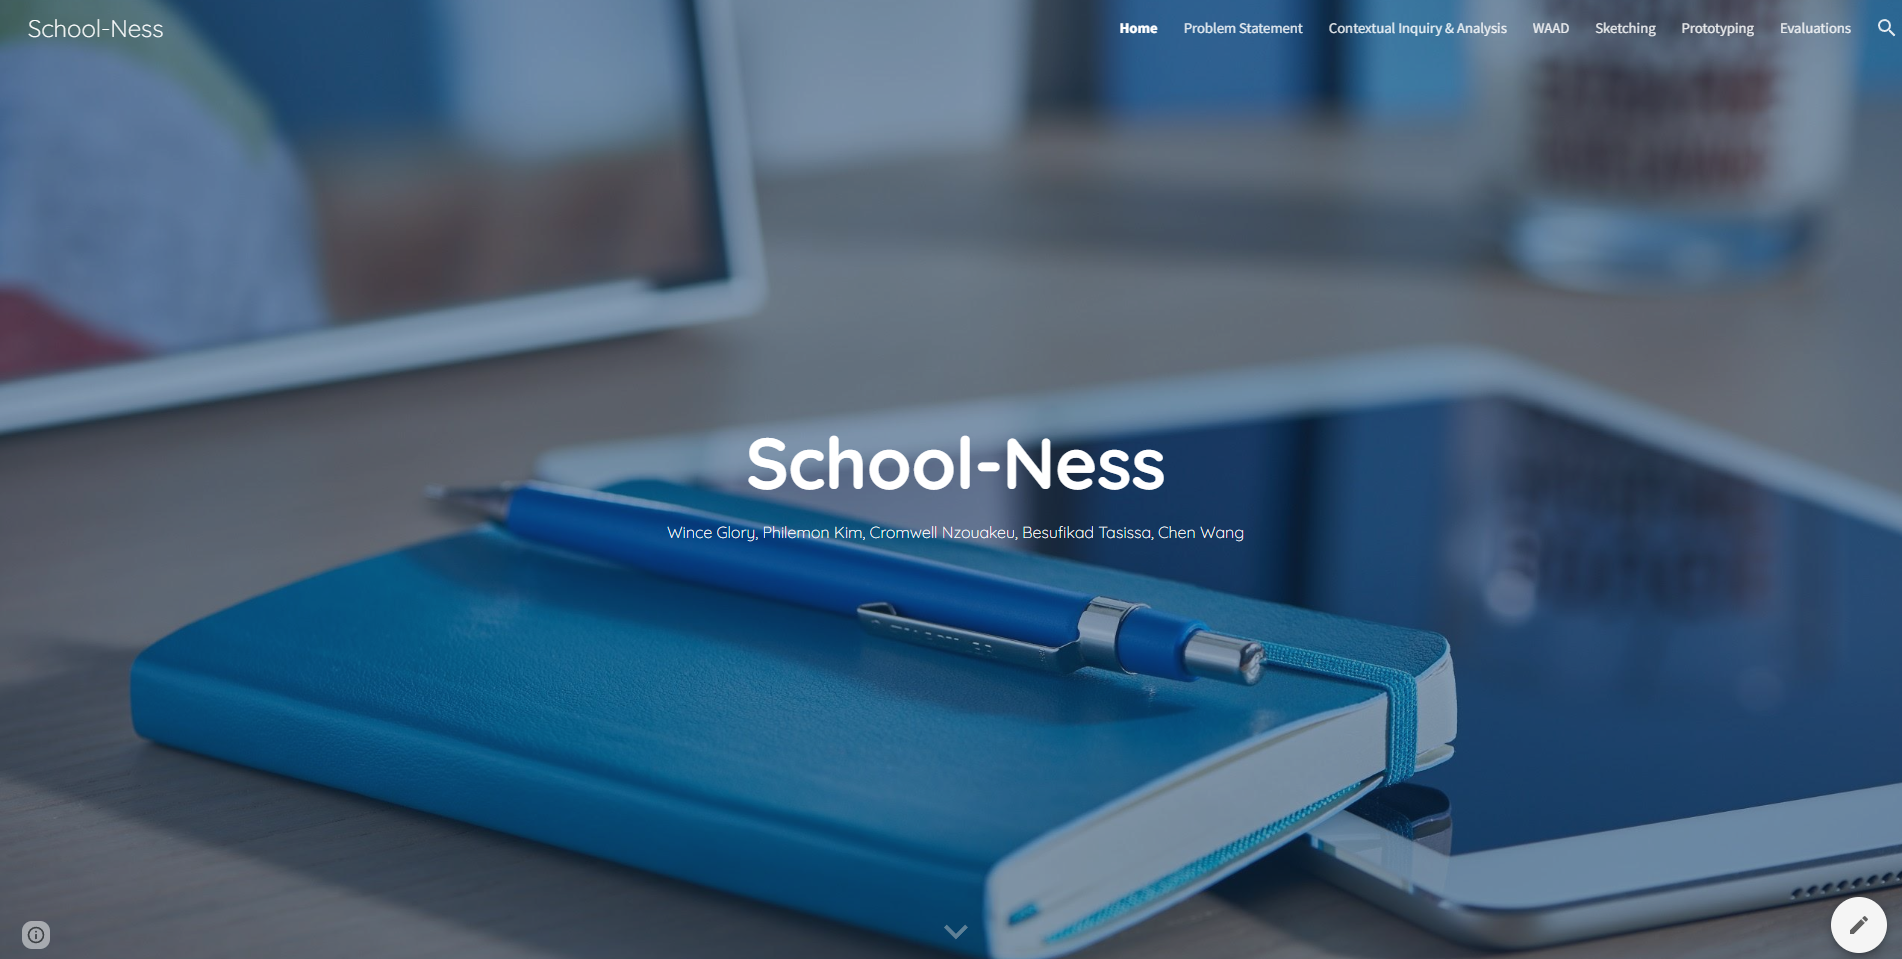 School-Ness
Home Problem Statement Contextual Inquiry & Analysis WAAD Sketching Prototyping Evaluations
School-Ness
Wince Glory, Philemon Kim, Cromwell Nzouakeu, Besufikad Tasissa, Chen Wang